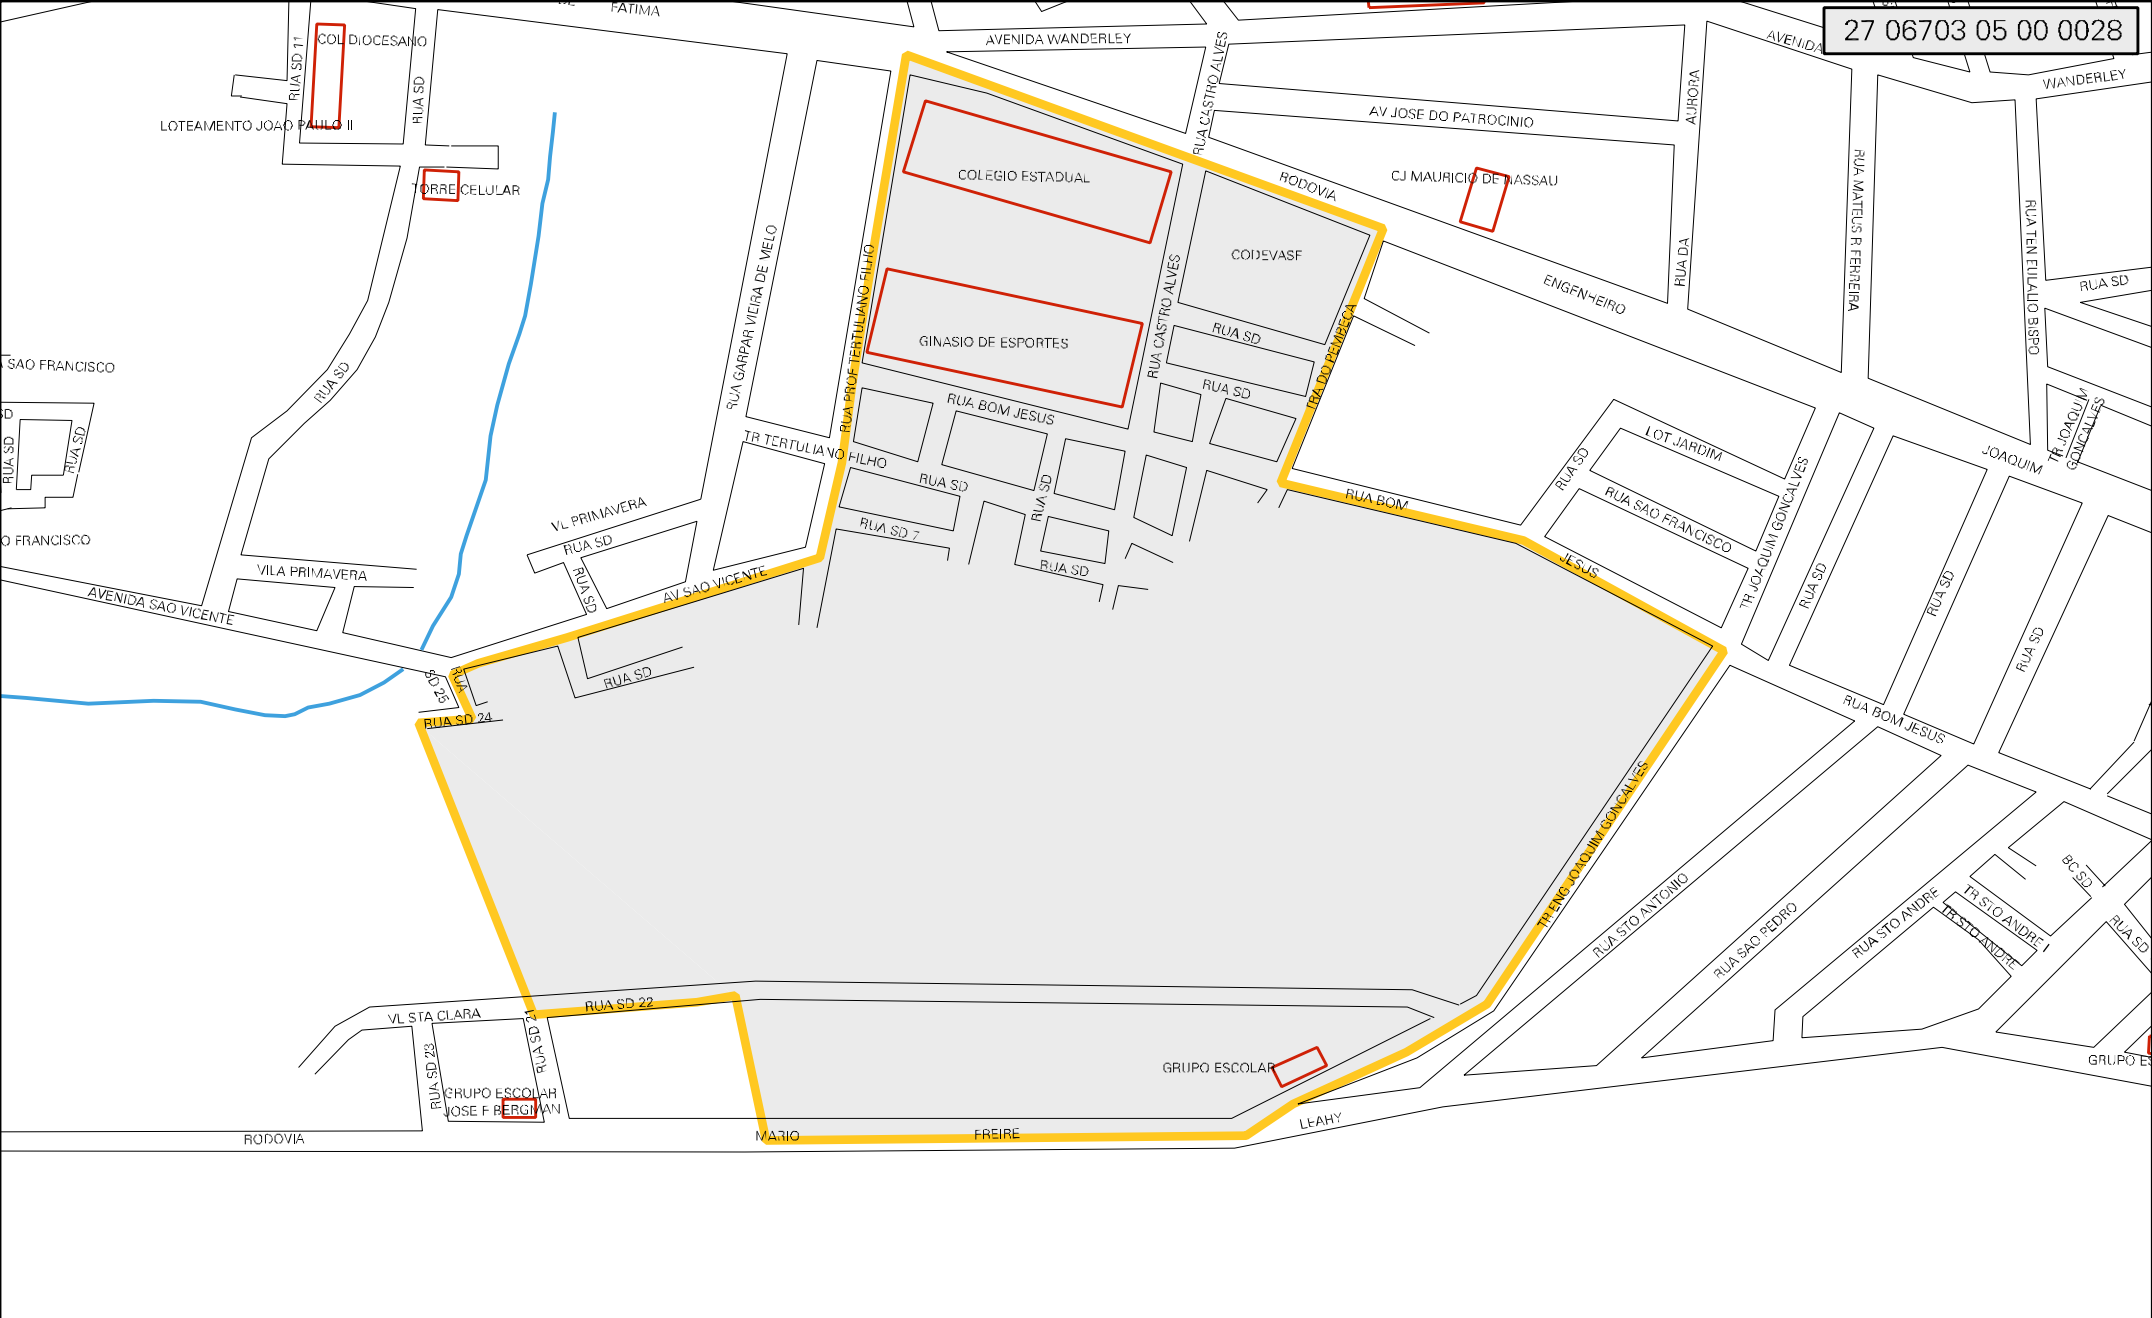 FATIMA
27 06703 05 00 0028
COL DIOCESANO
RUA SD 11
RUA SD
LOTEAMENTO JOAO PAULO II
TORRE CELULAR
AVENIDA WANDERLEY
RUA CASTRO ALVES
AV JOSE DO PATROCINIO
AURORA
AVENIDA
WANDERLEY
COLEGIO ESTADUAL
RODOVIA
CJ MAURICIO DE NASSAU
CODEVASF
ENGENHEIRO
RUA DA
RUA MATEUS R FERREIRA
RUA TEN EULALIO BISPO
RUA SD
RUA GARPAR VIEIRA DE MELO
RUA PROF TERTULIANO FILHO
GINASIO DE ESPORTES
RUA CASTRO ALVES
RUA SD
RUA SD
TRA DO PEMBECA
SAO FRANCISCO
RUA SD
SD
RUA SD
RUA SD
RUA BOM JESUS
TR TERTULIANO FILHO
RUA SD
RUA SD
RUA SD 7
RUA SD
RUA BOM
JESUS
LOT JARDIM
RUA SD
RUA SAO FRANCISCO
TR JOAQUIM GONCALVES
TR JOAQUIM
GONCALVES
JOAQUIM
RUA SD
RUA SD
RUA SD
RUA BOM JESUS
O FRANCISCO
VL PRIMAVERA
RUA SD
RUA SD
VILA PRIMAVERA
AVENIDA SAO VICENTE
AV SAO VICENTE
RUA
SD 25
RUA SD
RUA SD 24
TR ENG JOAQUIM GONCALVES
RUA STO ANTONIO
RUA SAO PEDRO
RUA STO ANDRE
TR STO ANDRE I
TR STO ANDRE
BC SD
RUA SD
RUA SD 22
VL STA CLARA
RUA SD 21
RUA SD 23
GRUPO ESCOLAR
JOSE F BERGMAN
GRUPO ESCOLAR
GRUPO ES
RODOVIA
MARIO
FREIRE
LEAHY